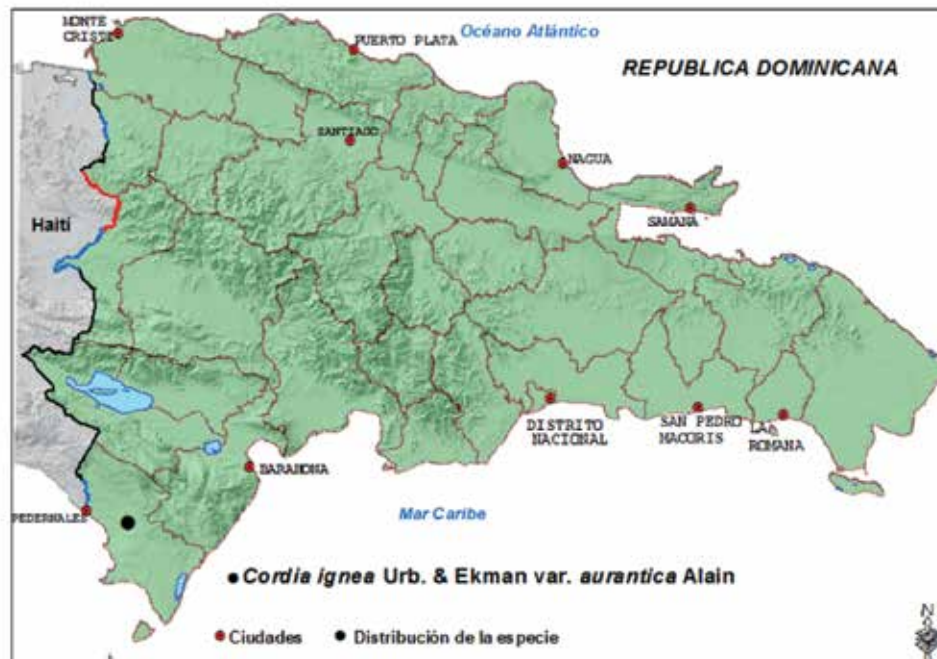 MONTE
CRISTI
PUERTO PLATA
Océano Atlántico
REPUBLICA DOMINICANA
SANTIAGO
NAGUA
SAMANA
Haití
DISTRITO
NACIONAL
SAN PEDRO
MACORIS
LA
ROMANA
BARAHONA
Mar Caribe
PEDERNALES
Cordia ignea Urb. & Ekman var. aurantica Alain
Ciudades
Distribución de la especie
N